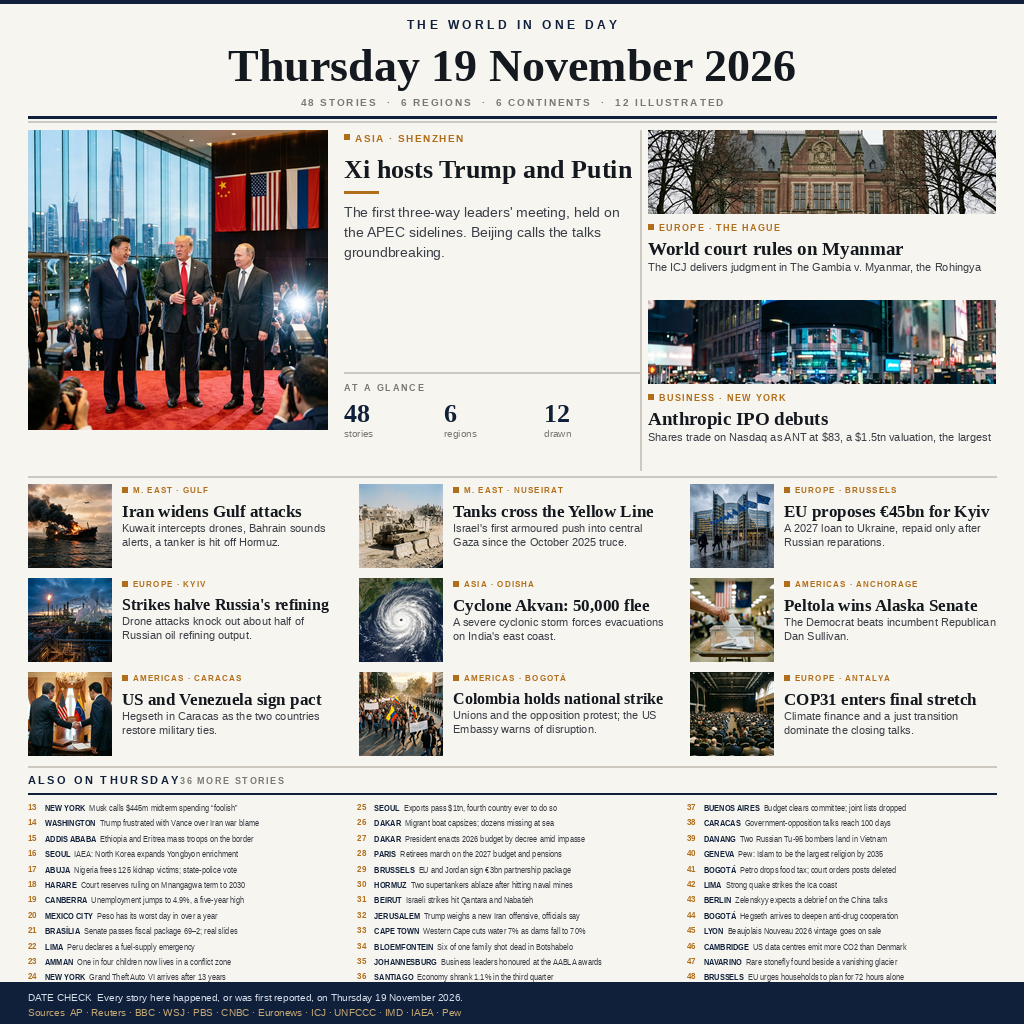 THE WORLD IN ONE DAY
Thursday 19 November 2026
48 STORIES · 6 REGIONS · 6 CONTINENTS · 12 ILLUSTRATED
ASIA · SHENZHEN
Xi hosts Trump and Putin
The first three-way leaders' meeting, held on
the APEC sidelines. Beijing calls the talks
groundbreaking.
AT A GLANCE
48 6 12
stories regions drawn
EUROPE · THE HAGUE
World court rules on Myanmar
The ICJ delivers judgment in The Gambia v. Myanmar, the Rohingya
BUSINESS · NEW YORK
Anthropic IPO debuts
Shares trade on Nasdaq as ANT at $83, a $1.5tn valuation, the largest
M. EAST · GULF
Iran widens Gulf attacks
Kuwait intercepts drones, Bahrain sounds
alerts, a tanker is hit off Hormuz.
M. EAST · NUSEIRAT
Tanks cross the Yellow Line
Israel's first armoured push into central
Gaza since the October 2025 truce.
EUROPE · BRUSSELS
EU proposes €45bn for Kyiv
A 2027 loan to Ukraine, repaid only after
Russian reparations.
EUROPE · KYIV
Strikes halve Russia's refining
Drone attacks knock out about half of
Russian oil refining output.
ASIA · ODISHA
Cyclone Akvan: 50,000 flee
A severe cyclonic storm forces evacuations
on India's east coast.
AMERICAS · ANCHORAGE
Peltola wins Alaska Senate
The Democrat beats incumbent Republican
Dan Sullivan.
AMERICAS · CARACAS
US and Venezuela sign pact
Hegseth in Caracas as the two countries
restore military ties.
AMERICAS · BOGOTÁ
Colombia holds national strike
Unions and the opposition protest; the US
Embassy warns of disruption.
EUROPE · ANTALYA
COP31 enters final stretch
Climate finance and a just transition
dominate the closing talks.
ALSO ON THURSDAY 36 MORE STORIES
13 NEW YORK Musk calls $445m midterm spending “foolish”
14 WASHINGTON Trump frustrated with Vance over Iran war blame
15 ADDIS ABABA Ethiopia and Eritrea mass troops on the border
16 SEOUL IAEA: North Korea expands Yongbyon enrichment
17 ABUJA Nigeria frees 125 kidnap victims; state-police vote
18 HARARE Court reserves ruling on Mnangagwa term to 2030
19 CANBERRA Unemployment jumps to 4.9%, a five-year high
20 MEXICO CITY Peso has its worst day in over a year
21 BRASÍLIA Senate passes fiscal package 69–2; real slides
22 LIMA Peru declares a fuel-supply emergency
23 AMMAN One in four children now lives in a conflict zone
24 NEW YORK Grand Theft Auto VI arrives after 13 years
25 SEOUL Exports pass $1tn, fourth country ever to do so
26 DAKAR Migrant boat capsizes; dozens missing at sea
27 DAKAR President enacts 2026 budget by decree amid impasse
28 PARIS Retirees march on the 2027 budget and pensions
29 BRUSSELS EU and Jordan sign €3bn partnership package
30 HORMUZ Two supertankers ablaze after hitting naval mines
31 BEIRUT Israeli strikes hit Qantara and Nabatieh
32 JERUSALEM Trump weighs a new Iran offensive, officials say
33 CAPE TOWN Western Cape cuts water 7% as dams fall to 70%
34 BLOEMFONTEIN Six of one family shot dead in Botshabelo
35 JOHANNESBURG Business leaders honoured at the AABLA awards
36 SANTIAGO Economy shrank 1.1% in the third quarter
37 BUENOS AIRES Budget clears committee; joint lists dropped
38 CARACAS Government-opposition talks reach 100 days
39 DANANG Two Russian Tu-95 bombers land in Vietnam
40 GENEVA Pew: Islam to be the largest religion by 2035
41 BOGOTÁ Petro drops food tax; court orders posts deleted
42 LIMA Strong quake strikes the Ica coast
43 BERLIN Zelenskyy expects a debrief on the China talks
44 BOGOTÁ Hegseth arrives to deepen anti-drug cooperation
45 LYON Beaujolais Nouveau 2026 vintage goes on sale
46 CAMBRIDGE US data centres emit more CO2 than Denmark
47 NAVARINO Rare stonefly found beside a vanishing glacier
48 BRUSSELS EU urges households to plan for 72 hours alone
DATE CHECK Every story here happened, or was first reported, on Thursday 19 November 2026.
Sources AP · Reuters · BBC · WSJ · PBS · CNBC · Euronews · ICJ · UNFCCC · IMD · IAEA · Pew